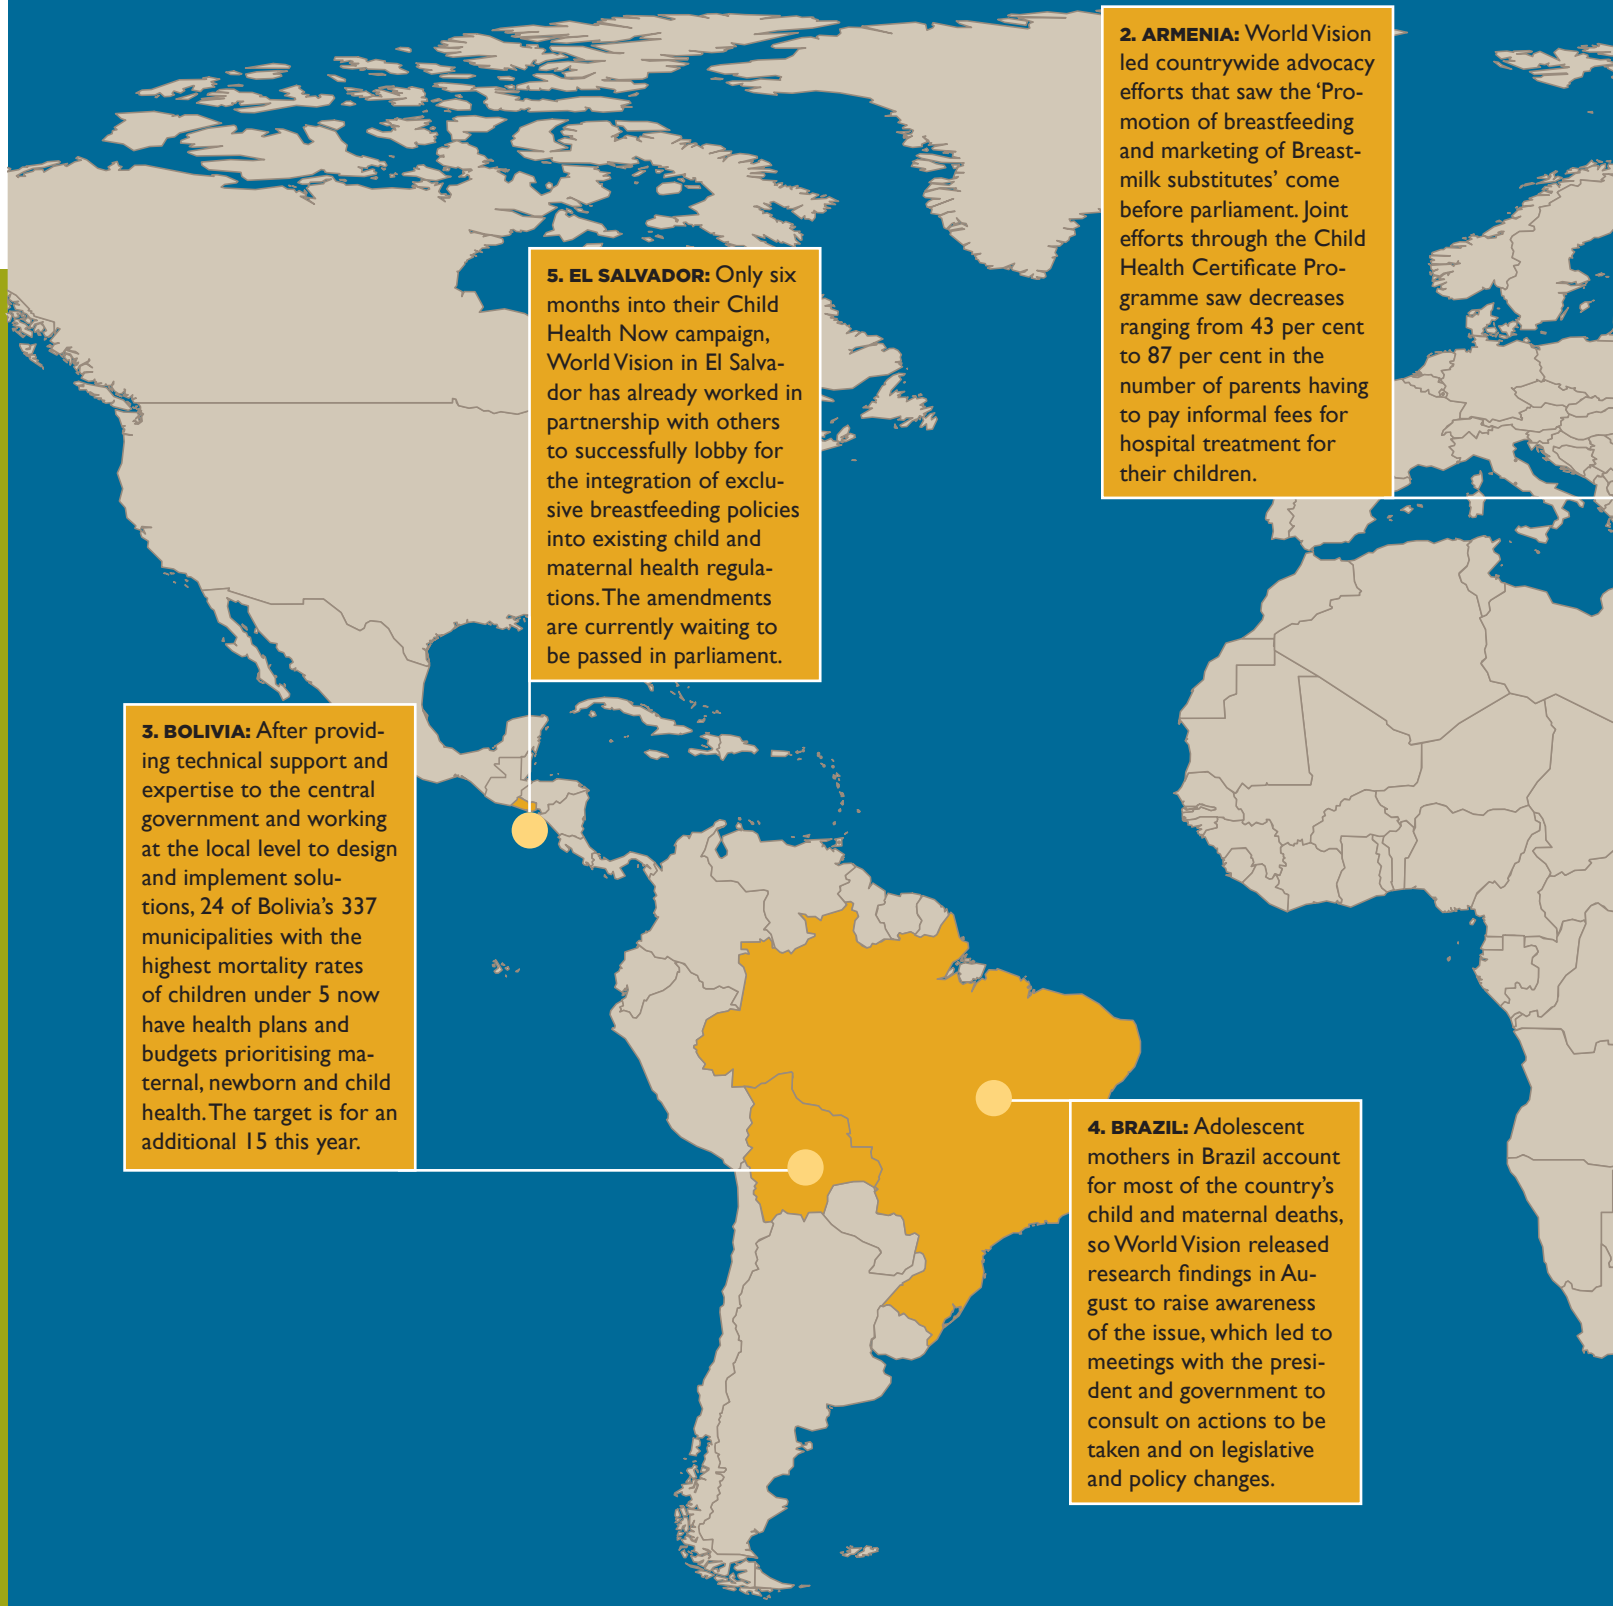 2. ARMENIA: World Vision
led countrywide advocacy
efforts that saw the ‘Pro-
motion of breastfeeding
and marketing of Breast-
milk substitutes’ come
before parliament. Joint
efforts through the Child
Health Certificate Pro-
gramme saw decreases
ranging from 43 per cent
to 87 per cent in the
number of parents having
to pay informal fees for
hospital treatment for
their children.
5. EL SALVADOR: Only six
months into their Child
Health Now campaign,
World Vision in El Salva-
dor has already worked in
partnership with others
to successfully lobby for
the integration of exclu-
sive breastfeeding policies
into existing child and
maternal health regula-
tions. The amendments
are currently waiting to
be passed in parliament.
3. BOLIVIA: After provid-
ing technical support and
expertise to the central
government and working
at the local level to design
and implement solu-
tions, 24 of Bolivia’s 337
municipalities with the
highest mortality rates
of children under 5 now
have health plans and
budgets prioritising ma-
ternal, newborn and child
health. The target is for an
additional 15 this year.
4. BRAZIL: Adolescent
mothers in Brazil account
for most of the country’s
child and maternal deaths,
so World Vision released
research findings in Au-
gust to raise awareness
of the issue, which led to
meetings with the presi-
dent and government to
consult on actions to be
taken and on legislative
and policy changes.